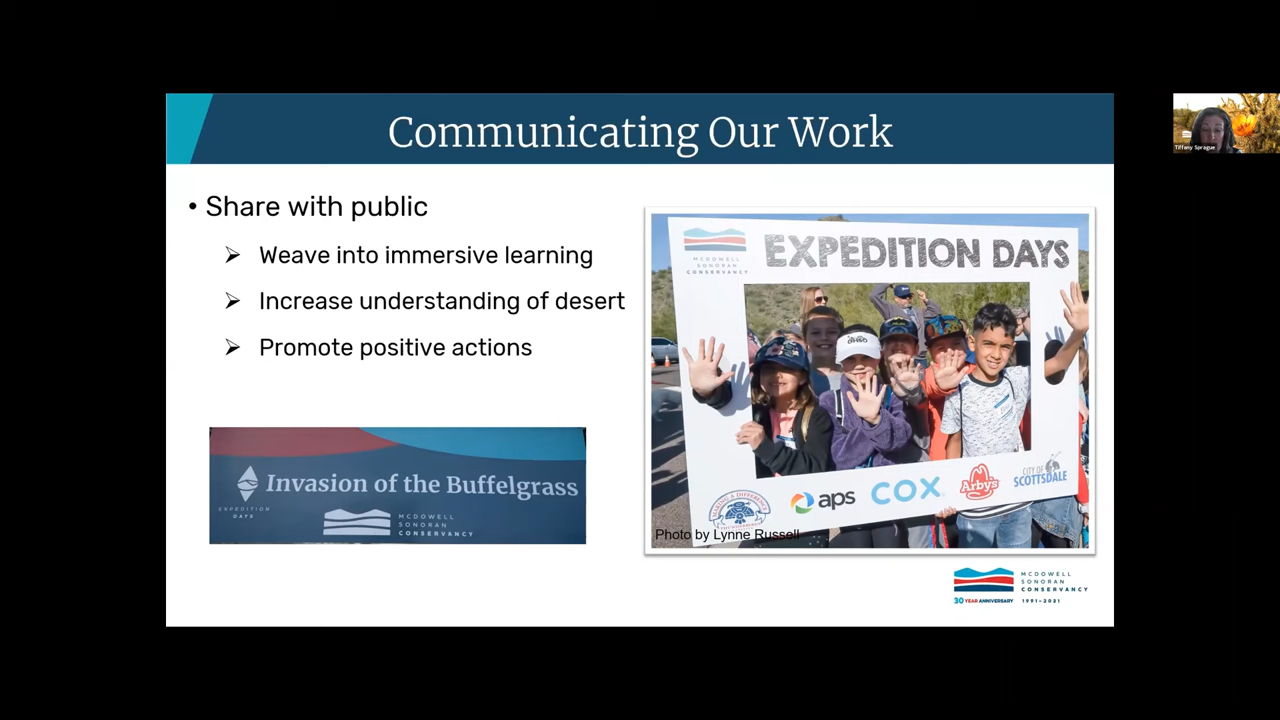 Communicating Our Work
• Share with public
Weave into immersive learning
Increase understanding of desert
Promote positive actions
Invasion of the Buffelgrass
EXPEDITION
DAYS
MCDOWELL
SONORAN
CONSERVANCY
MCDOWELL
SONORAN
CONSERVANCY
EXPEDITION DAYS
aps
COX
Arbys
CITY OF
SCOTTSDALE
Photo by Lynne Russell
MCDOWELL
SONORAN
CONSERVANCY
30 YEAR ANNIVERSARY 1991-2021
Tiffany Sprague